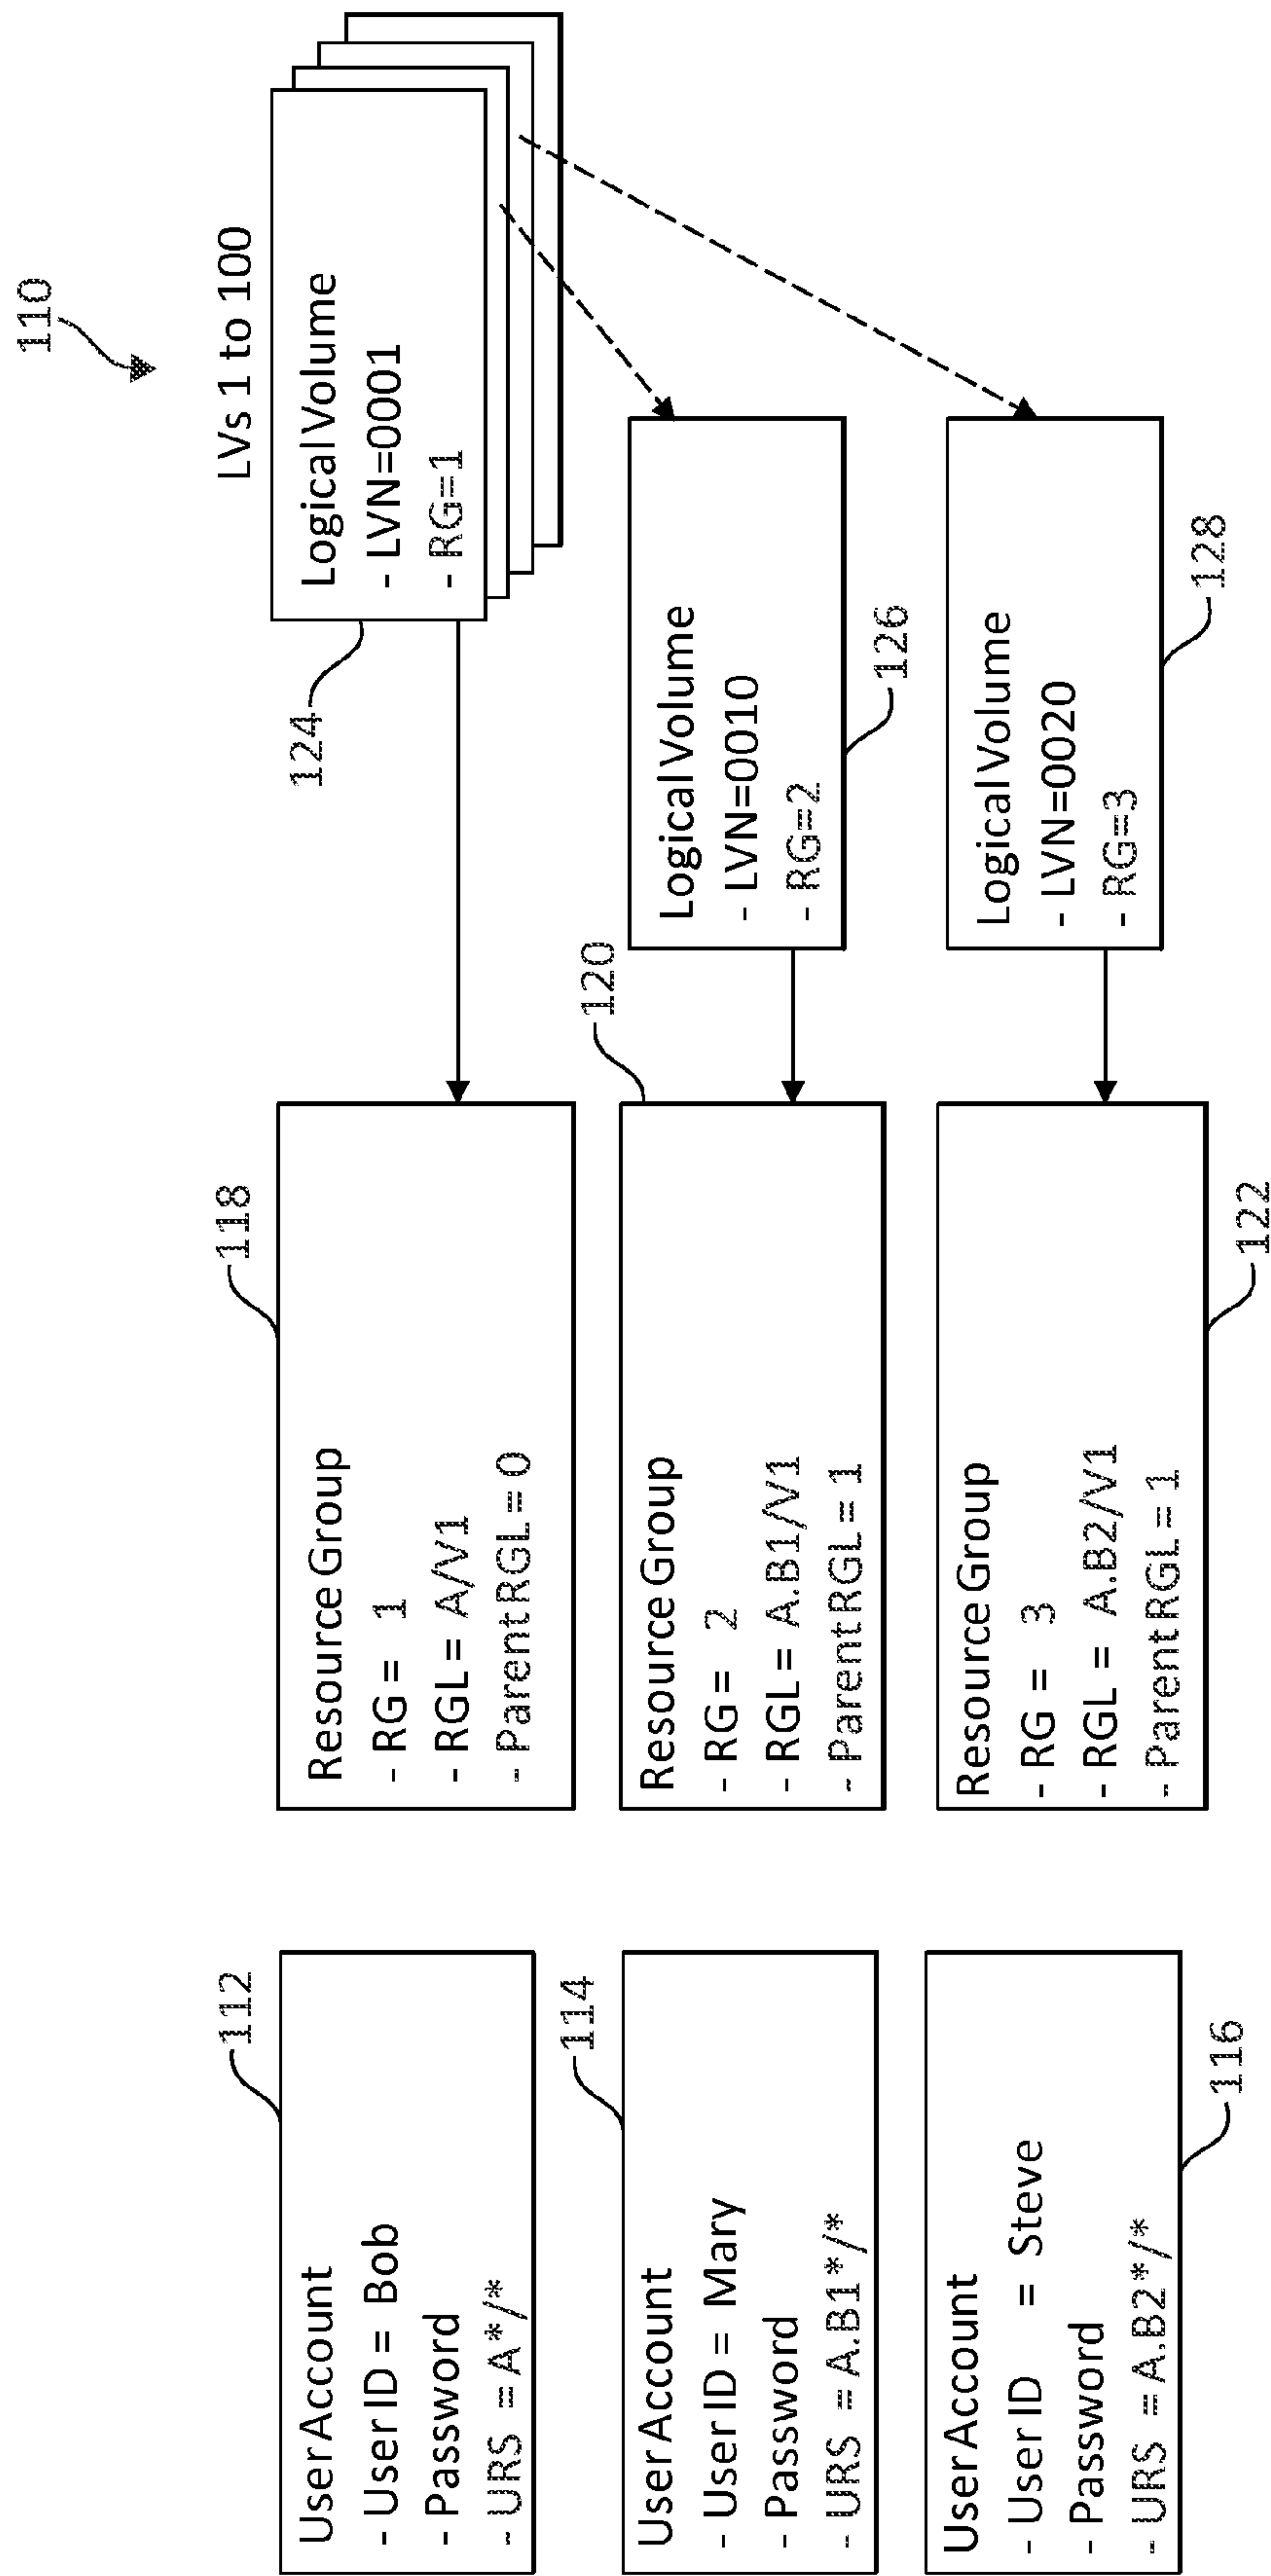 110
112
User Account
- User ID = Bob
- Password
- URS = A*/*
114
User Account
- User ID = Mary
- Password
- URS = A.B1*/*
User Account
- User ID = Steve
- Password
- URS = A.B2*/*
116
118
Resource Group
- RG = 1
- RGL = A/V1
- Parent RGL = 0
120
Resource Group
- RG = 2
- RGL = A.B1/V1
- Parent RGL = 1
Resource Group
- RG = 3
- RGL = A.B2/V1
- Parent RGL = 1
122
LVs 1 to 100
124
Logical Volume
- LVN=0001
- RG=1
Logical Volume
- LVN=0010
- RG=2
126
Logical Volume
- LVN=0020
- RG=3
128